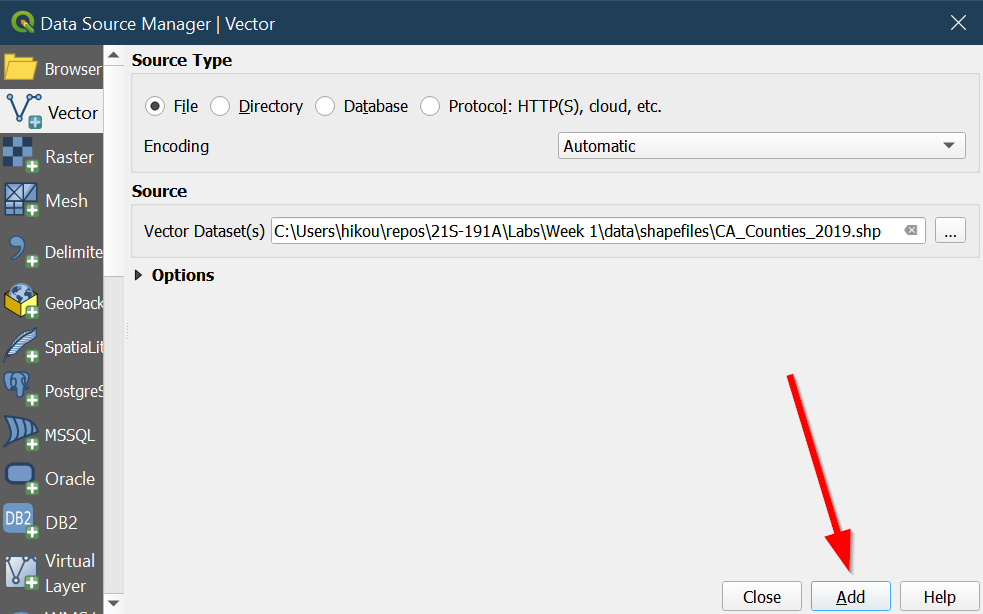 Data Source Manager | Vector
Browser
Vector
Raster
Mesh
Delimite
GeoPack
SpatiaLit
PostgreS
MSSQL
Oracle
DB2
DB2
Virtual
Layer
Source Type
File Directory Database Protocol: HTTP(S), cloud, etc.
Encoding Automatic
Source
Vector Dataset(s) C:\Users\hikou\repos\21S-191A\Labs\Week 1\data\shapefiles\CA_Counties_2019.shp ...
Options
Close Add Help